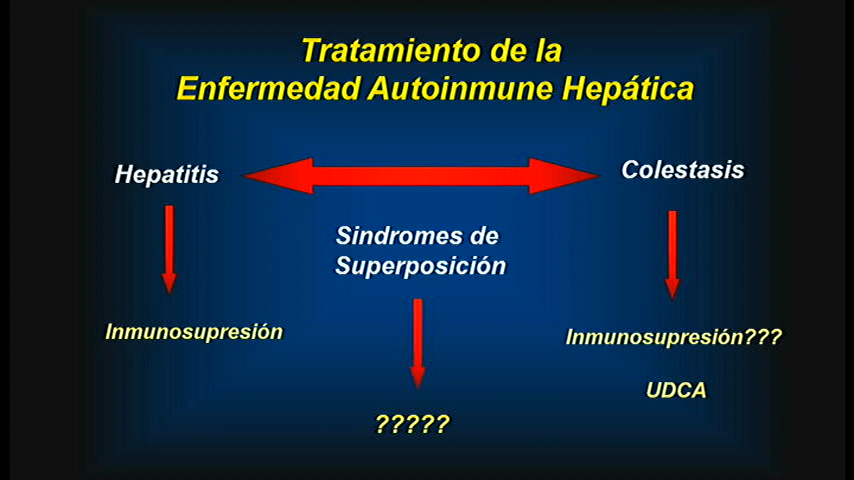 Tratamiento de la
Enfermedad Autoinmune Hepática
Hepatitis
Colestasis
Sindromes de
Superposición
Inmunosupresión
Inmunosupresión???
UDCA
?????